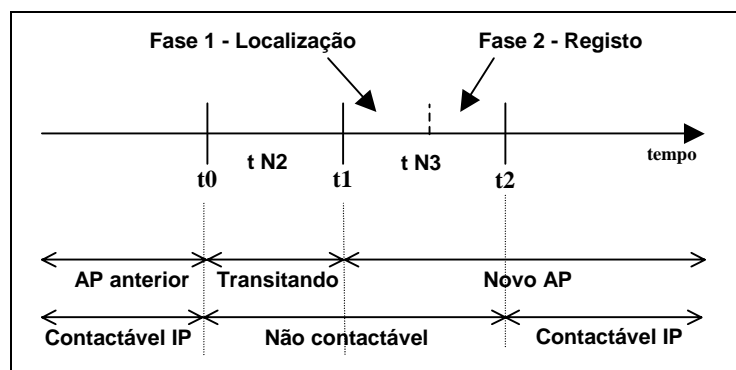 Fase 1 - Localização Fase 2 - Registo
t N2 t N3 tempo
t0 t1 t2
AP anterior Transitando Novo AP
Contactável IP Não contactável Contactável IP